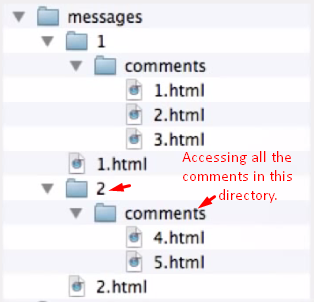 messages
1
comments
1.html
2.html
3.html
1.html
Accessing all the
comments in this
directory.
2
comments
4.html
5.html
2.html